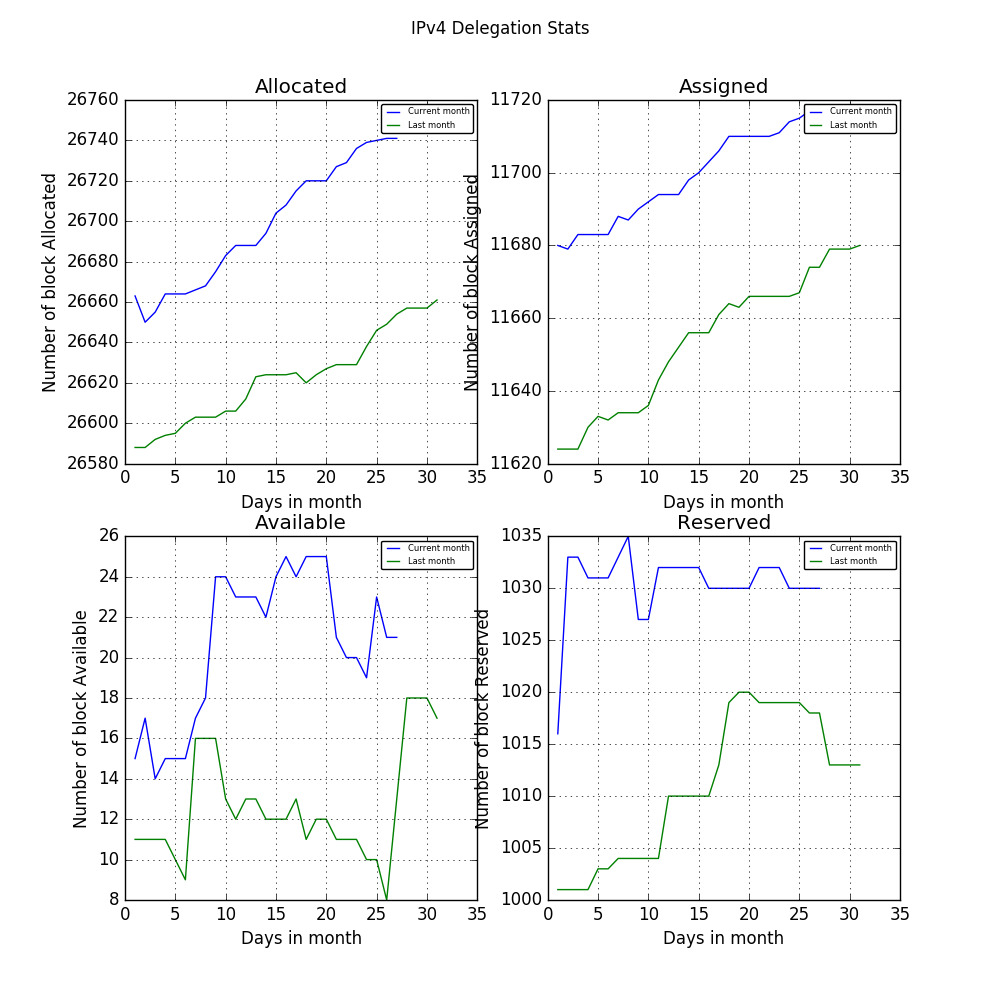 IPv4 Delegation Stats
Allocated
Number of block Allocated
26760
26740
26720
26700
26680
26660
26640
26620
26600
26580
0 5 10 15 20 25 30 35
Days in month
Current month
Last month
Assigned
Number of block Assigned
11720
11700
11680
11660
11640
11620
0 5 10 15 20 25 30 35
Days in month
Current month
Last month
Available
Number of block Available
26
24
22
20
18
16
14
12
10
8
0 5 10 15 20 25 30 35
Days in month
Current month
Last month
Reserved
Number of block Reserved
1035
1030
1025
1020
1015
1010
1005
1000
0 5 10 15 20 25 30 35
Days in month
Current month
Last month